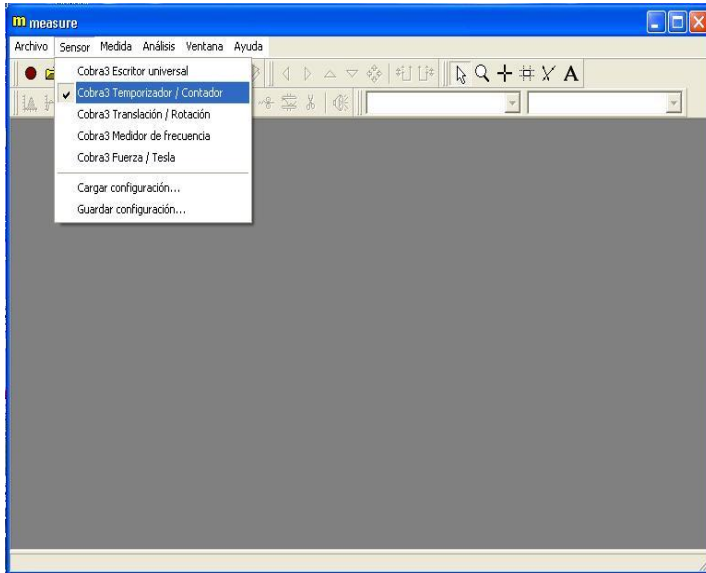 m measure
Archivo Sensor Medida Análisis Ventana Ayuda
Cobra3 Escritor universal
Cobra3 Temporizador / Contador
Cobra3 Translación / Rotación
Cobra3 Medidor de frecuencia
Cobra3 Fuerza / Tesla
Cargar configuración...
Guardar configuración...
A